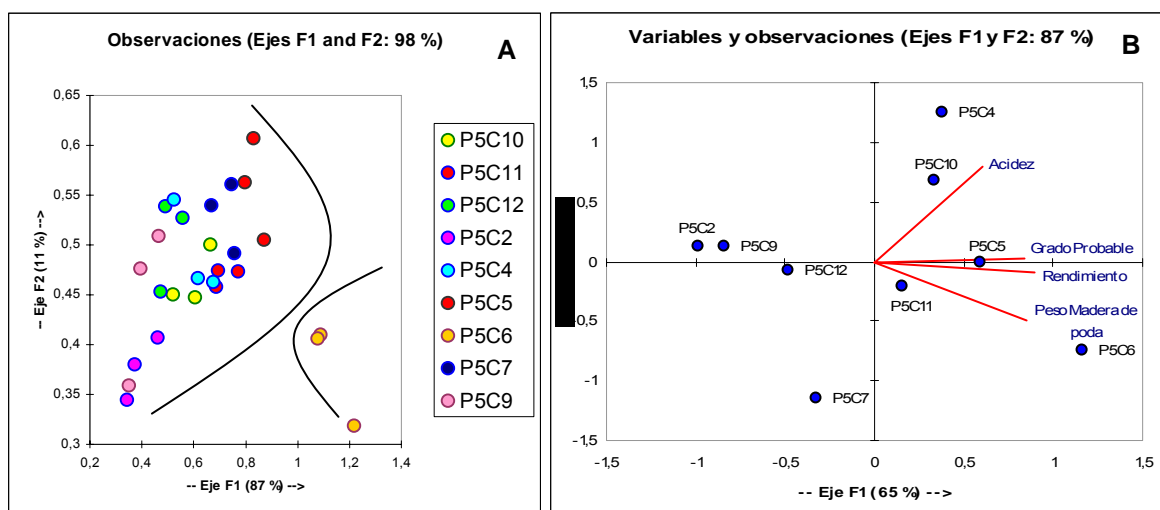 Observaciones (Ejes F1 and F2: 98 %)
A
0,65
0,6
0,55
0,5
0,45
0,4
0,35
0,3
0,2 0,4 0,6 0,8 1 1,2 1,4
-- Eje F2 (11 %) -->
-- Eje F1 (87 %) -->
P5C10
P5C11
P5C12
P5C2
P5C4
P5C5
P5C6
P5C7
P5C9
Variables y observaciones (Ejes F1 y F2: 87 %)
B
1,5
1
0,5
0
-0,5
-1
-1,5
-1,5 -1 -0,5 0 0,5 1 1,5
P5C4
P5C10
Acidez
P5C2
P5C9
P5C12
P5C5
Grado Probable
Rendimiento
P5C11
Peso Madera de
poda
P5C6
P5C7
-- Eje F1 (65 %) -->